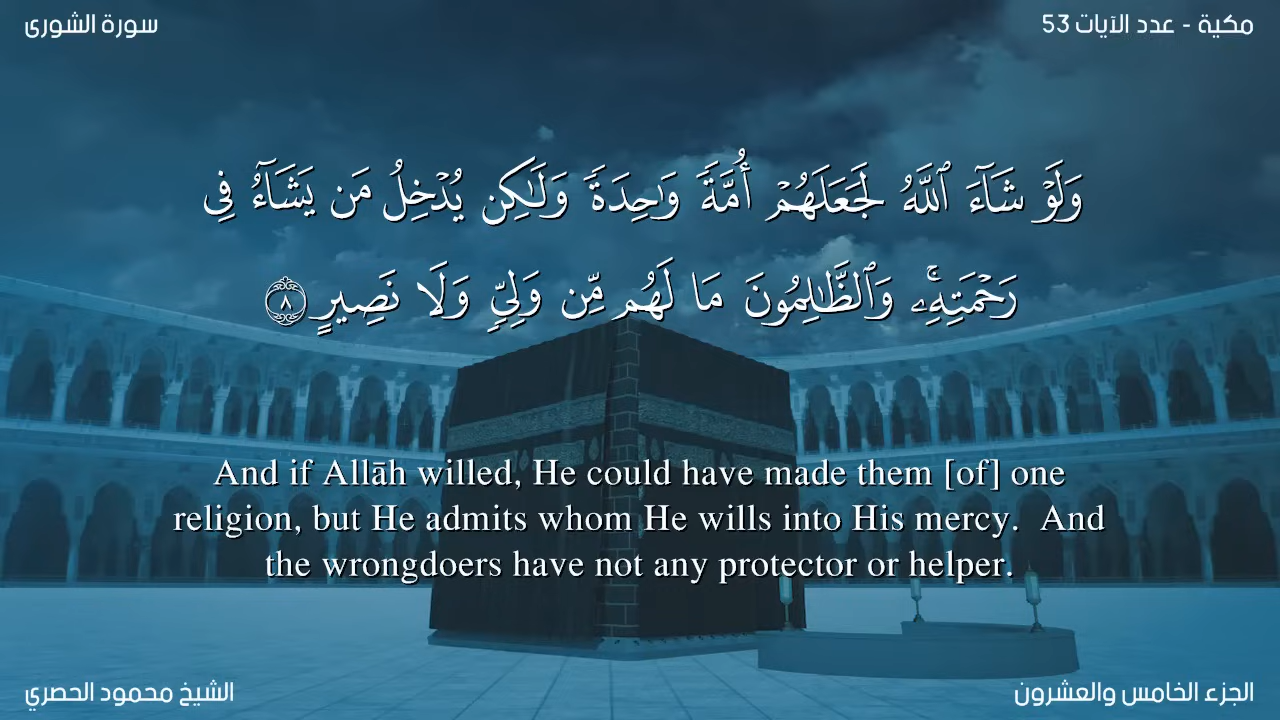 سورة الشورى
مكية - عدد الآيات 53
وَلَوْ شَآءَ ٱللَّهُ لَجَعَلَهُمْ أُمَّةً وَٰحِدَةً وَلَٰكِن يُدْخِلُ مَن يَشَآءُ فِى
رَحْمَتِهِۦۚ وَٱلظَّٰلِمُونَ مَا لَهُم مِّن وَلِىٍّ وَلَا نَصِيرٍ ٨
And if Allāh willed, He could have made them [of] one
religion, but He admits whom He wills into His mercy.  And
the wrongdoers have not any protector or helper.
الشيخ محمود الحصري
الجزء الخامس والعشرون